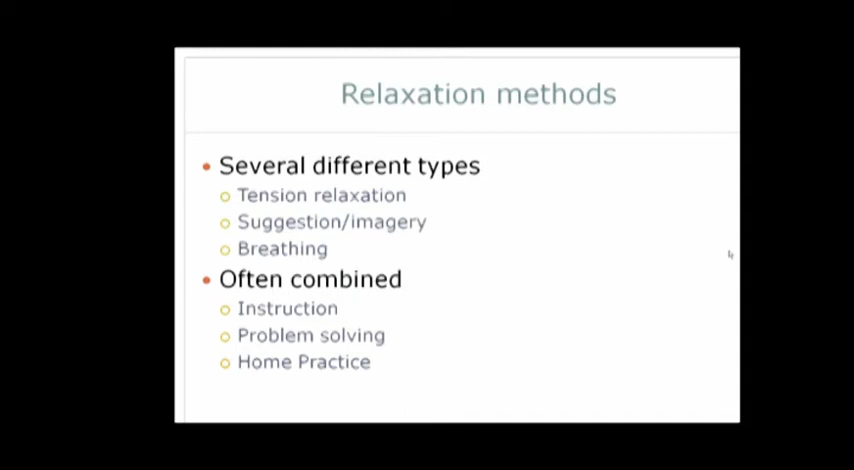 Relaxation methods
Several different types
Tension relaxation
Suggestion/imagery
Breathing
Often combined
Instruction
Problem solving
Home Practice